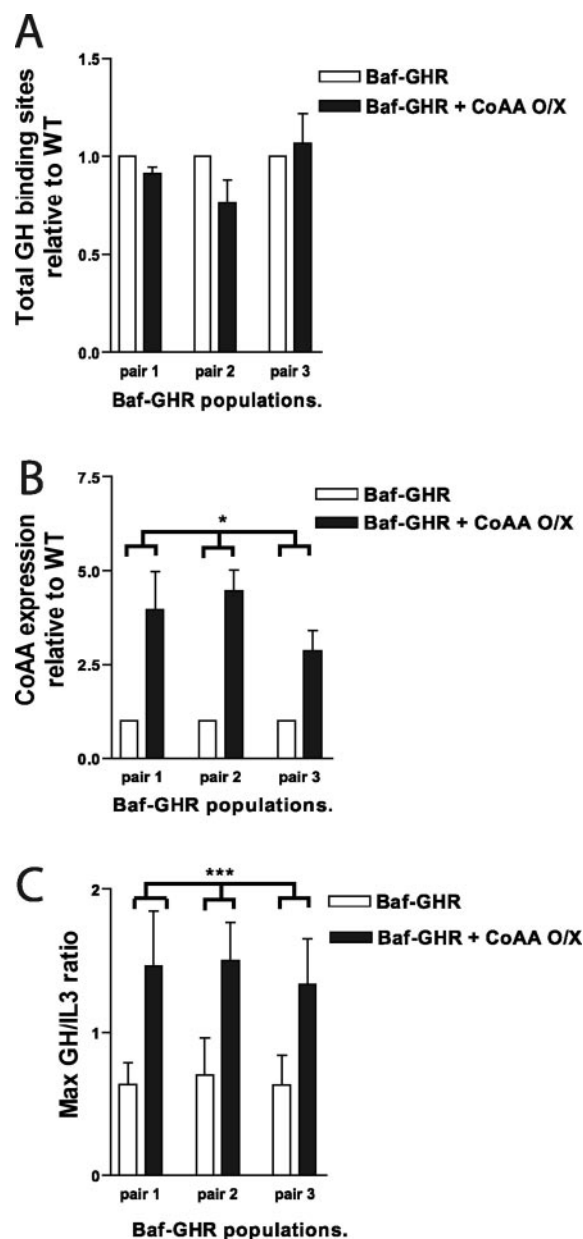 A
Total GH binding sites
relative to WT
1.5
1.0
0.5
0.0
Baf-GHR
Baf-GHR + CoAA O/X
pair 1 pair 2 pair 3
Baf-GHR populations.
B
CoAA expression
relative to WT
7.5
5.0
2.5
0.0
*
Baf-GHR
Baf-GHR + CoAA O/X
pair 1 pair 2 pair 3
Baf-GHR populations.
C
Max GH/IL3 ratio
2
1
0
***
Baf-GHR
Baf-GHR + CoAA O/X
pair 1 pair 2 pair 3
Baf-GHR populations.